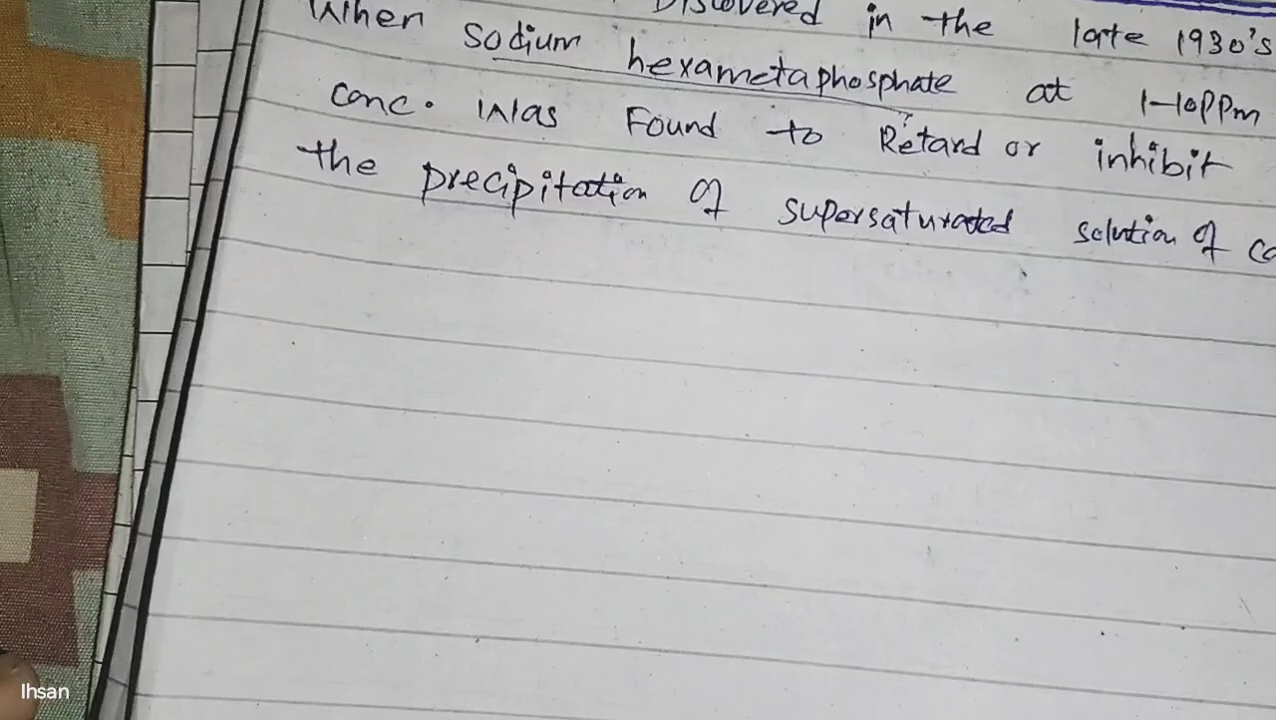 Discovered in the late 1930's
When sodium hexametaphosphate at 1-10ppm
conc. was Found to Retard or inhibit
the precipitation of supersaturated solution of
Ihsan